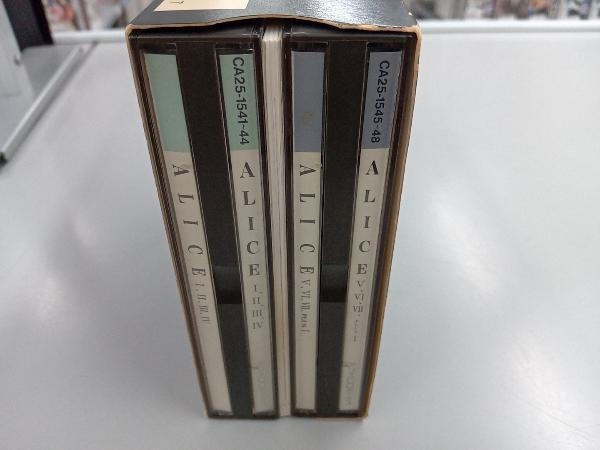 ALICE I, II, III, IV
CA25-1541-44 ALICE I, II, III, IV
ALICE V, VI, VII,
CA25-1545-48 ALICE V, VI, VII,